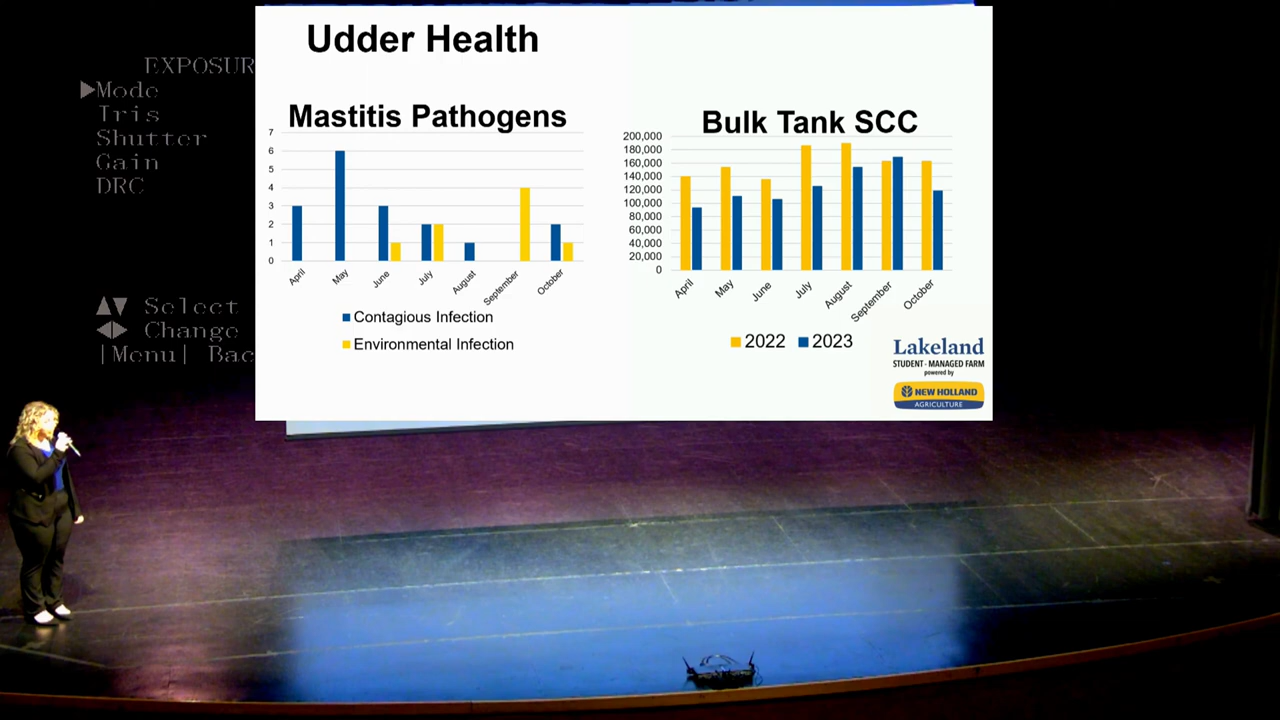 EXPOSUR
▶Mode
Iris
Shutter
Gain
DRC
▲▼ Select
◀▶ Change
|Menu| Bac
Udder Health
Mastitis Pathogens
7
6
5
4
3
2
1
0
April
May
June
July
August
September
October
Contagious Infection
Environmental Infection
Bulk Tank SCC
200,000
180,000
160,000
140,000
120,000
100,000
80,000
60,000
40,000
20,000
0
April
May
June
July
August
September
October
2022 2023
Lakeland
STUDENT-MANAGED FARM
powered by
NEW HOLLAND
AGRICULTURE